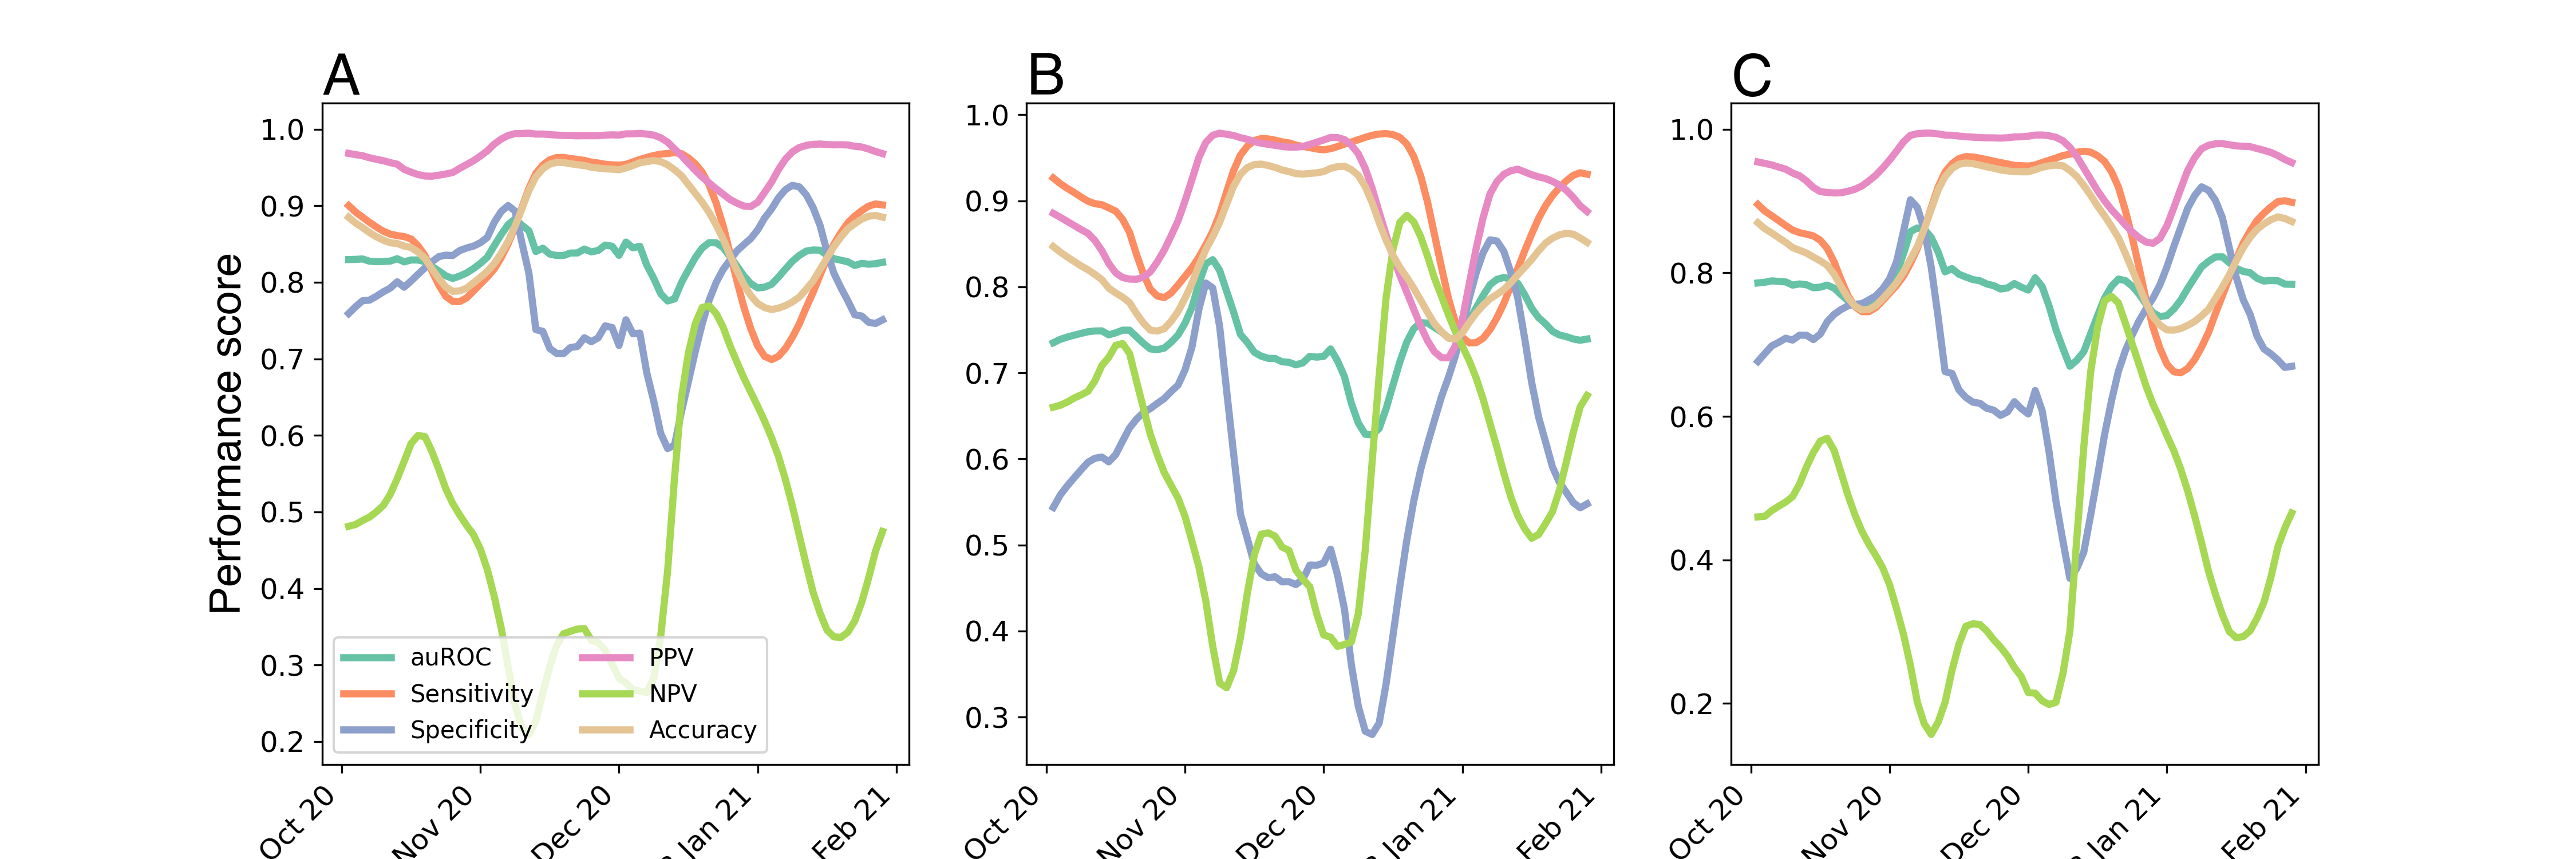 A
B
C
Performance score
1.0
0.9
0.8
0.7
0.6
0.5
0.4
0.3
0.2
auROC
Sensitivity
Specificity
PPV
NPV
Accuracy
Oct 20
Nov 20
Dec 20
Jan 21
Feb 21
1.0
0.9
0.8
0.7
0.6
0.5
0.4
0.3
Oct 20
Nov 20
Dec 20
Jan 21
Feb 21
1.0
0.8
0.6
0.4
0.2
Oct 20
Nov 20
Dec 20
Jan 21
Feb 21